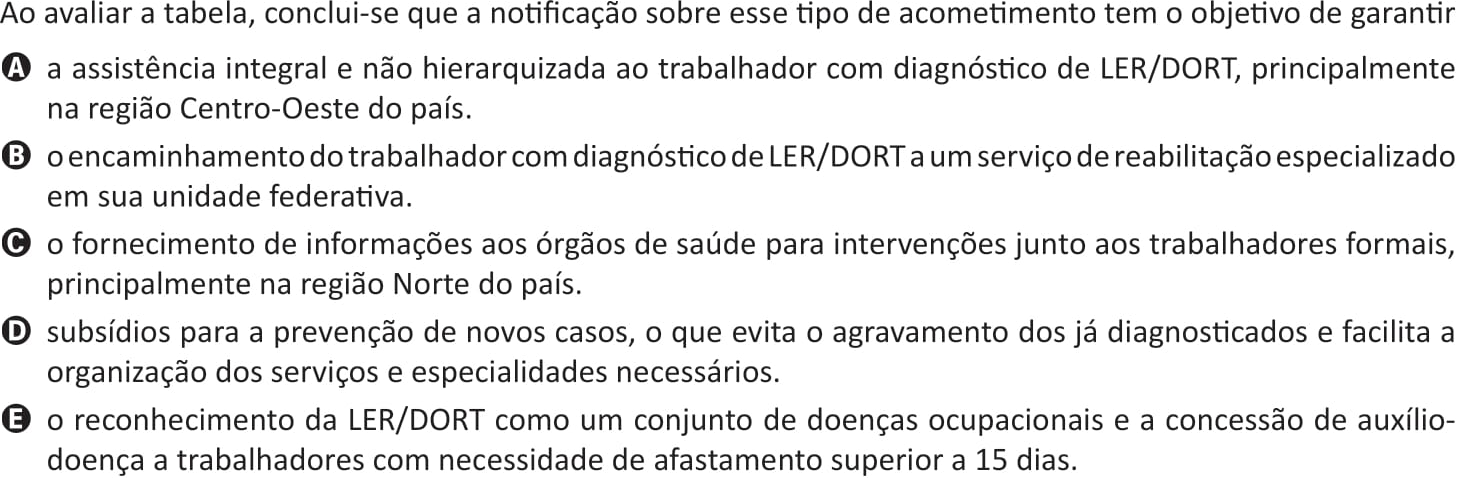 Ao avaliar a tabela, conclui-se que a notificação sobre esse tipo de acometimento tem o objetivo de garantir
A a assistência integral e não hierarquizada ao trabalhador com diagnóstico de LER/DORT, principalmente
na região Centro-Oeste do país.
B o encaminhamento do trabalhador com diagnóstico de LER/DORT a um serviço de reabilitação especializado
em sua unidade federativa.
C o fornecimento de informações aos órgãos de saúde para intervenções junto aos trabalhadores formais,
principalmente na região Norte do país.
D subsídios para a prevenção de novos casos, o que evita o agravamento dos já diagnosticados e facilita a
organização dos serviços e especialidades necessários.
E o reconhecimento da LER/DORT como um conjunto de doenças ocupacionais e a concessão de auxílio-
doença a trabalhadores com necessidade de afastamento superior a 15 dias.